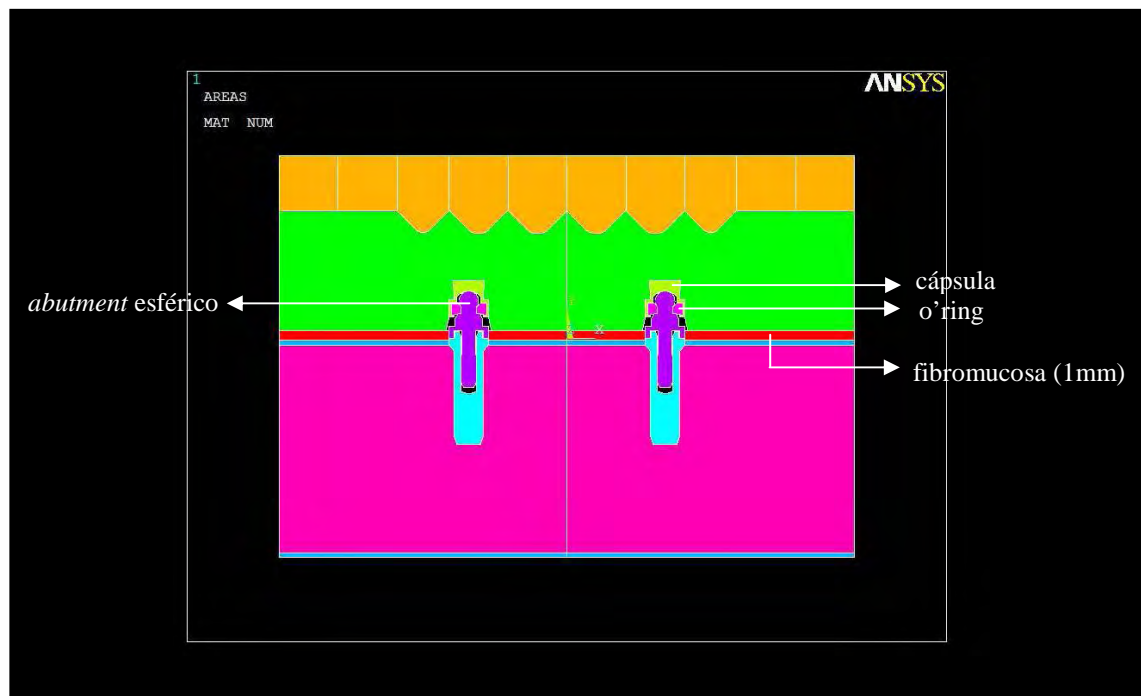 1
ANSYS
AREAS
MAT NUM
cápsula
abutment esférico
o’ring
X
fibromucosa (1mm)